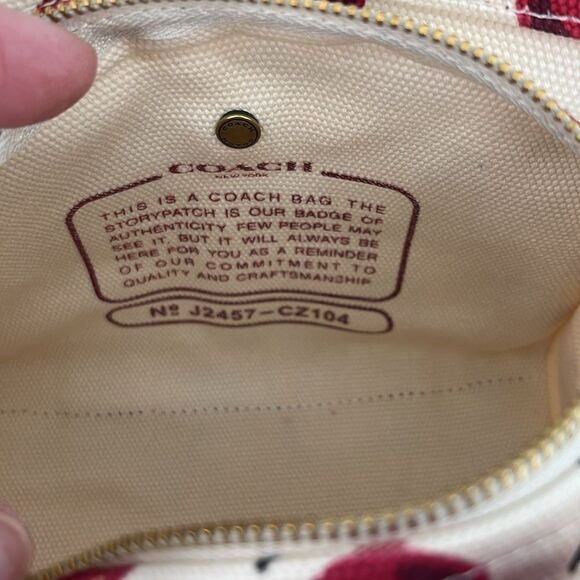 COACH
COACH
NEW YORK
THIS IS A COACH BAG. THE
STORYPATCH IS OUR BADGE OF
AUTHENTICITY FEW PEOPLE MAY
SEE IT, BUT IT WILL ALWAYS BE
HERE FOR YOU AS A REMINDER
OF OUR COMMITMENT TO
QUALITY AND CRAFTSMANSHIP
Nº J2457-CZ104